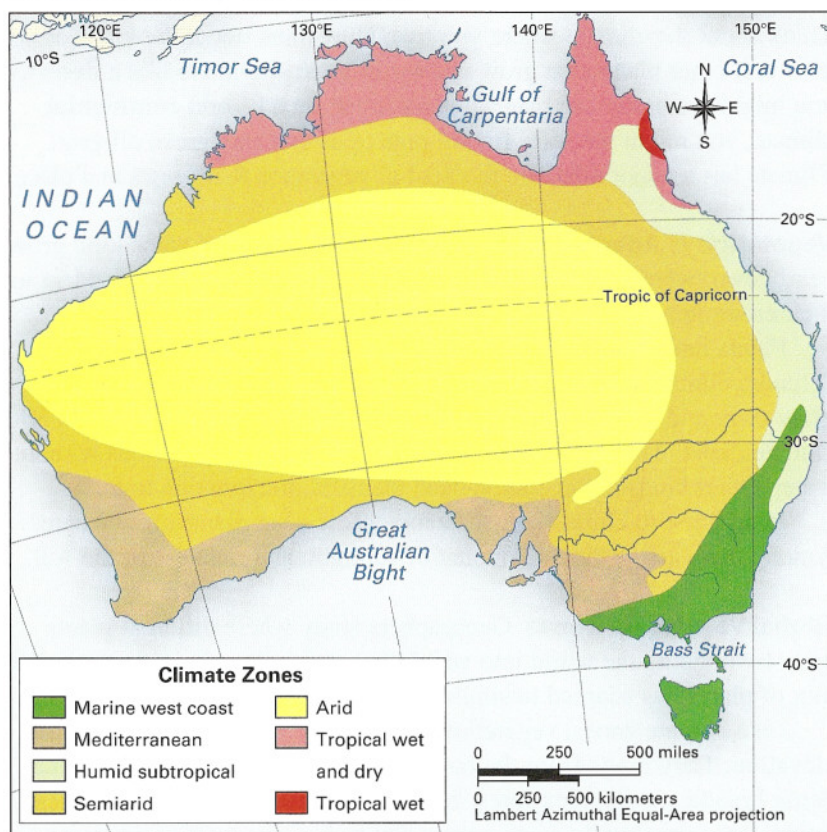 120°
130°
140°
150°
10°S
Timor Sea
Coral Sea
Gulf of
Carpentaria
N
W
E
S
INDIAN
OCEAN
20°S
Tropic of Capricorn
30°S
Great
Australian
Bight
Bass Strait
40°S
Climate Zones
Marine west coast
Mediterranean
Humid subtropical
Semiarid
Arid
Tropical wet
and dry
Tropical wet
0 250 500 miles
0 250 500 kilometers
Lambert Azimuthal Equal-Area projection